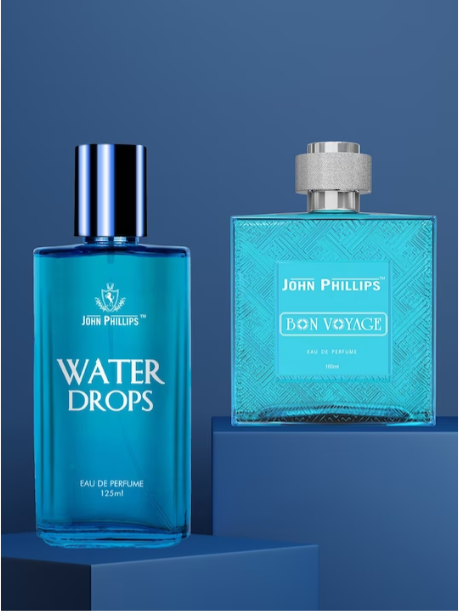 JOHN PHILLIPS™
WATER
DROPS
EAU DE PERFUME
125ml
JOHN PHILLIPS™
BON VOYAGE
EAU DE PERFUME
100ml